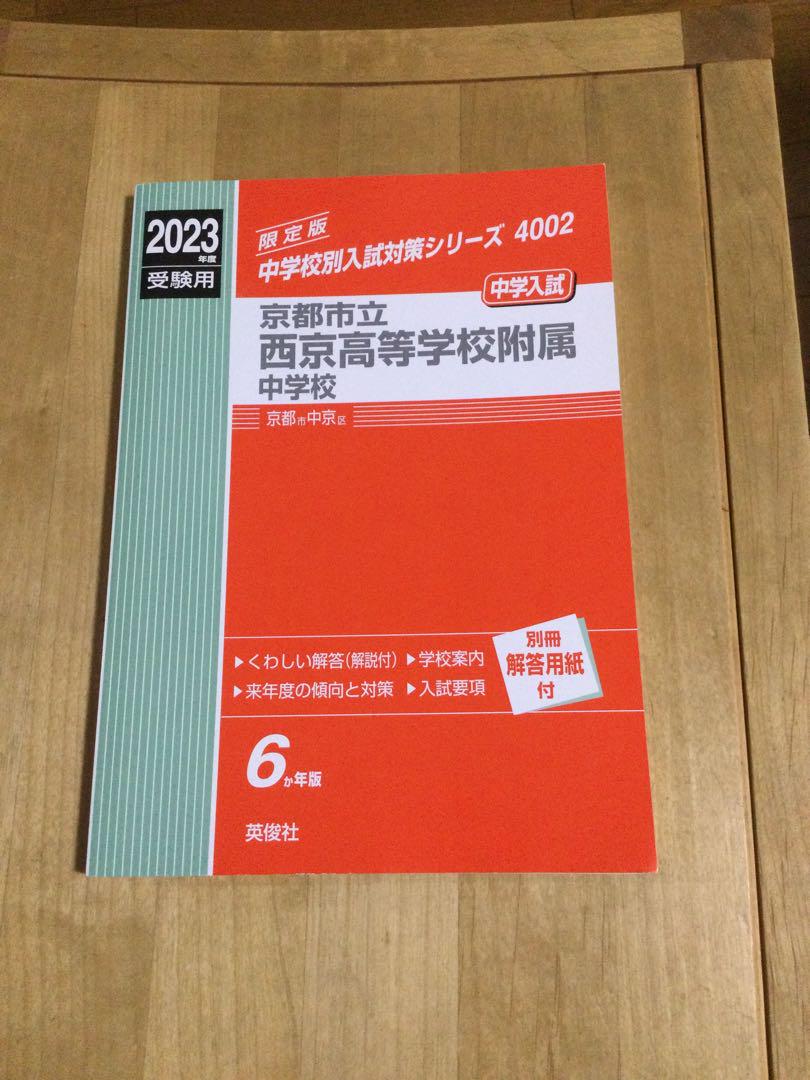 2023
年度
受験用
限定版
中学校別入試対策シリーズ 4002
中学入試
京都市立
西京高等学校附属
中学校
京都市中京区
▶くわしい解答(解説付) ▶学校案内
▶来年度の傾向と対策 ▶入試要項
別冊
解答用紙
付
6か年版
英俊社